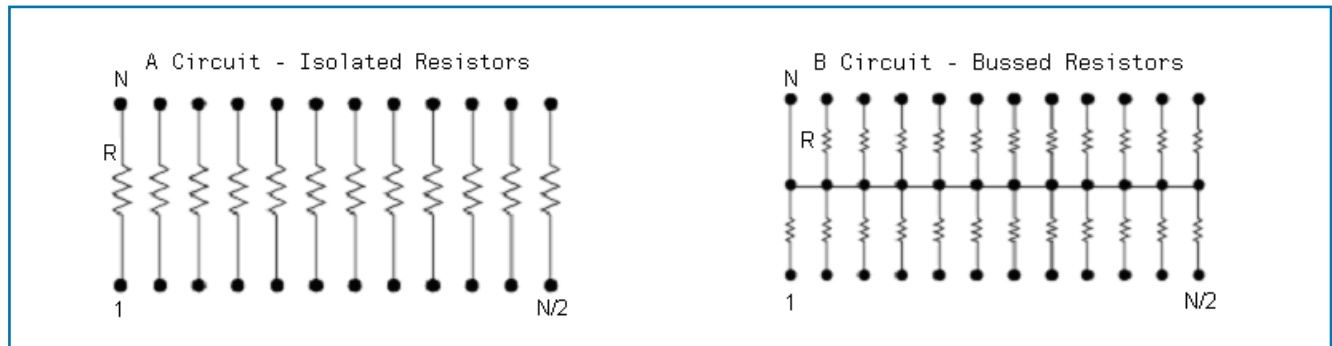 A Circuit - Isolated Resistors
N
R
1
N/2
B Circuit - Bussed Resistors
N
R
1
N/2